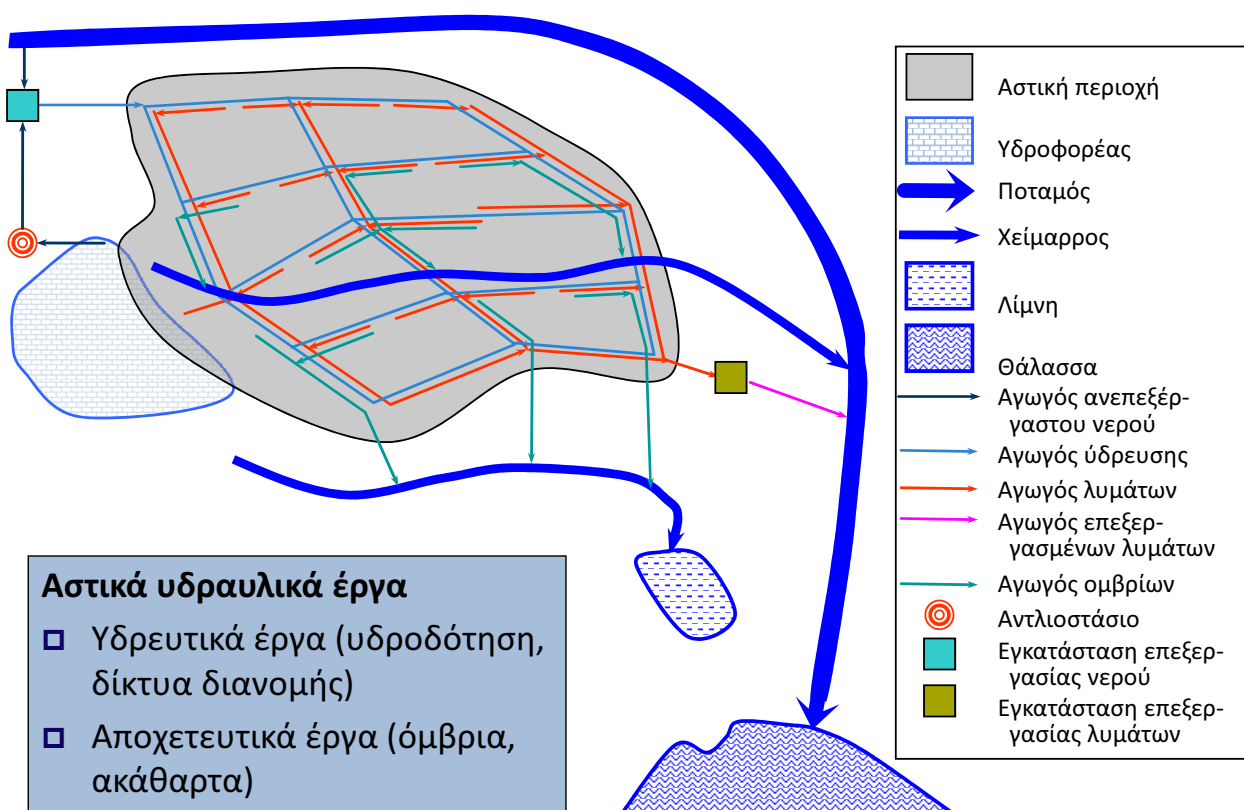 Αστική περιοχή
Υδροφορέας
Ποταμός
Χείμαρρος
Λίμνη
Θάλασσα
Αγωγός ανεπεξέρ-
γαστου νερού
Αγωγός ύδρευσης
Αγωγός λυμάτων
Αγωγός επεξερ-
γασμένων λυμάτων
Αγωγός ομβρίων
Αντλιοστάσιο
Εγκατάσταση επεξερ-
γασίας νερού
Εγκατάσταση επεξερ-
γασίας λυμάτων
Αστικά υδραυλικά έργα
Υδρευτικά έργα (υδροδότηση,
δίκτυα διανομής)
Αποχετευτικά έργα (όμβρια,
ακάθαρτα)